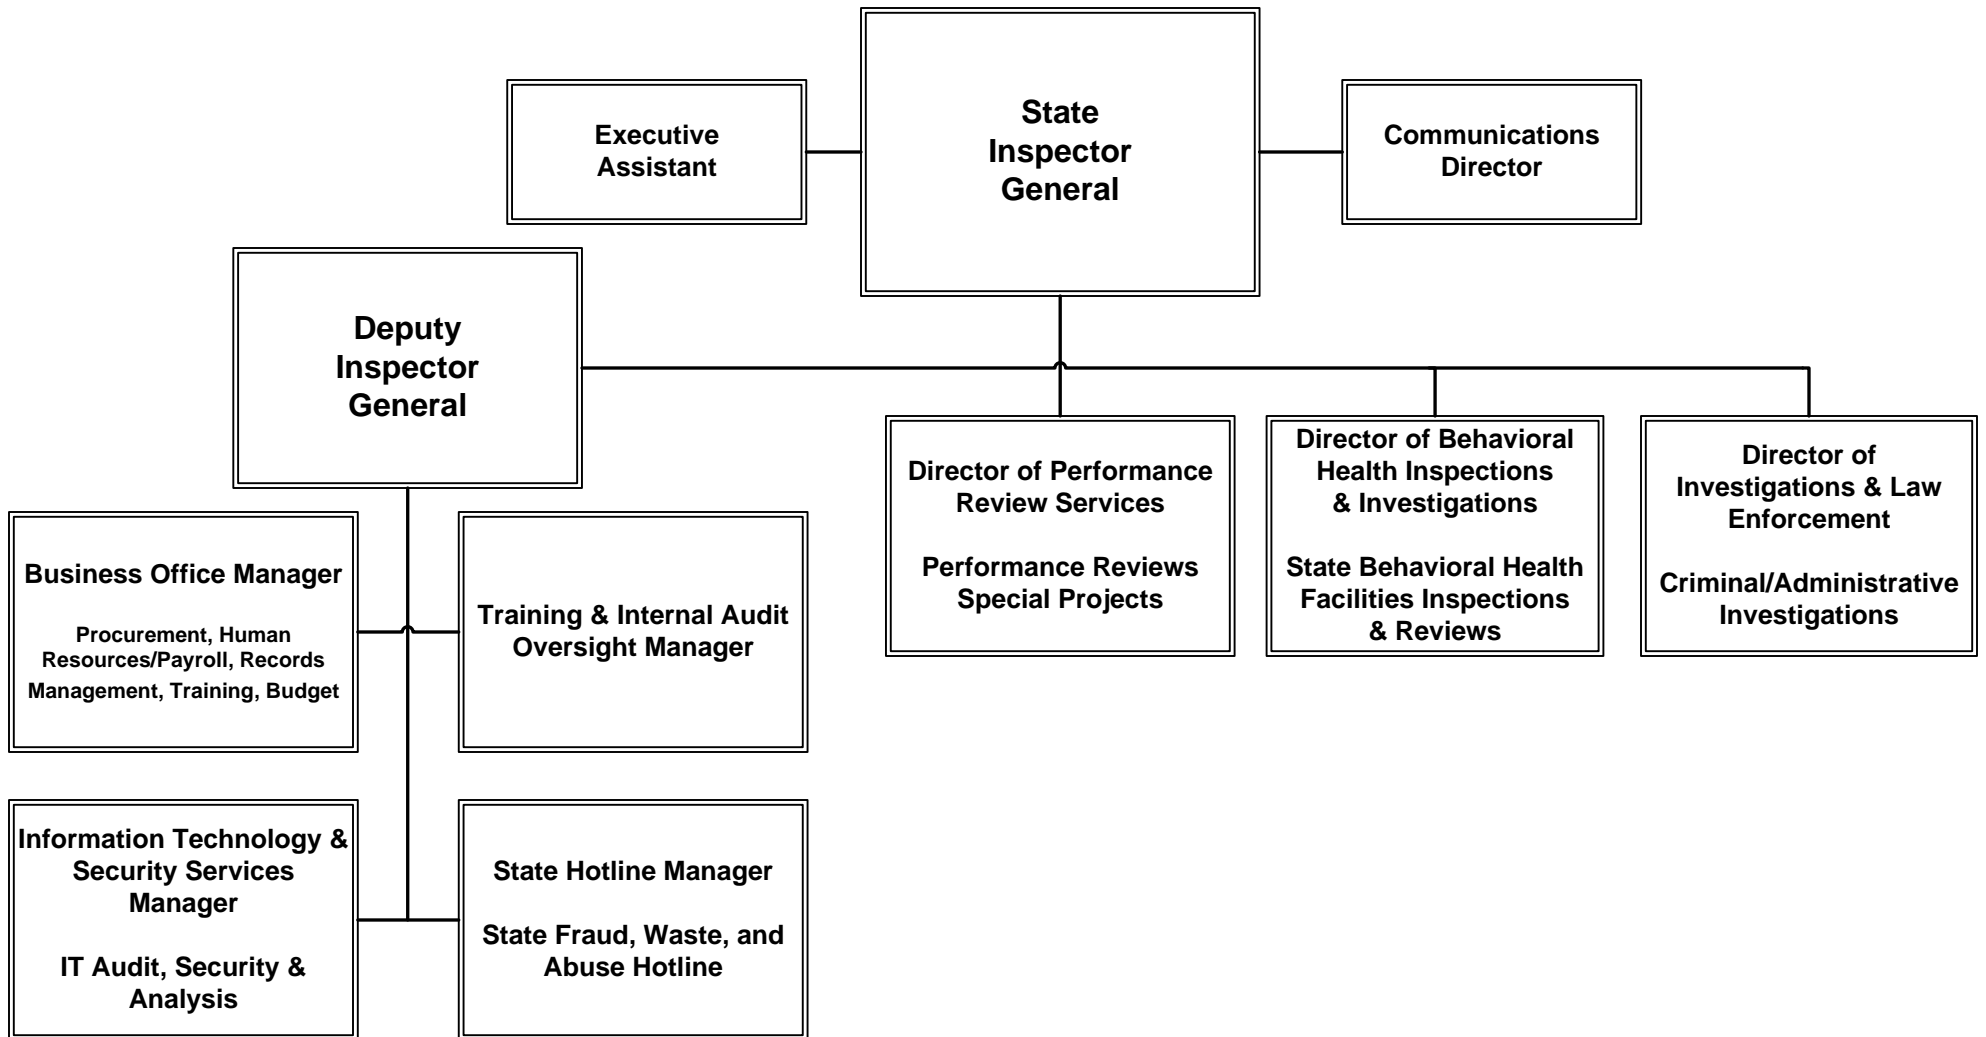 State
Inspector
General
Executive
Assistant
Communications
Director
Deputy
Inspector
General
Director of Performance
Review Services
Performance Reviews
Special Projects
Director of Behavioral
Health Inspections
& Investigations
State Behavioral Health
Facilities Inspections
& Reviews
Director of
Investigations & Law
Enforcement
Criminal/Administrative
Investigations
Business Office Manager
Procurement, Human
Resources/Payroll, Records
Management, Training, Budget
Training & Internal Audit
Oversight Manager
Information Technology &
Security Services
Manager
IT Audit, Security &
Analysis
State Hotline Manager
State Fraud, Waste, and
Abuse Hotline